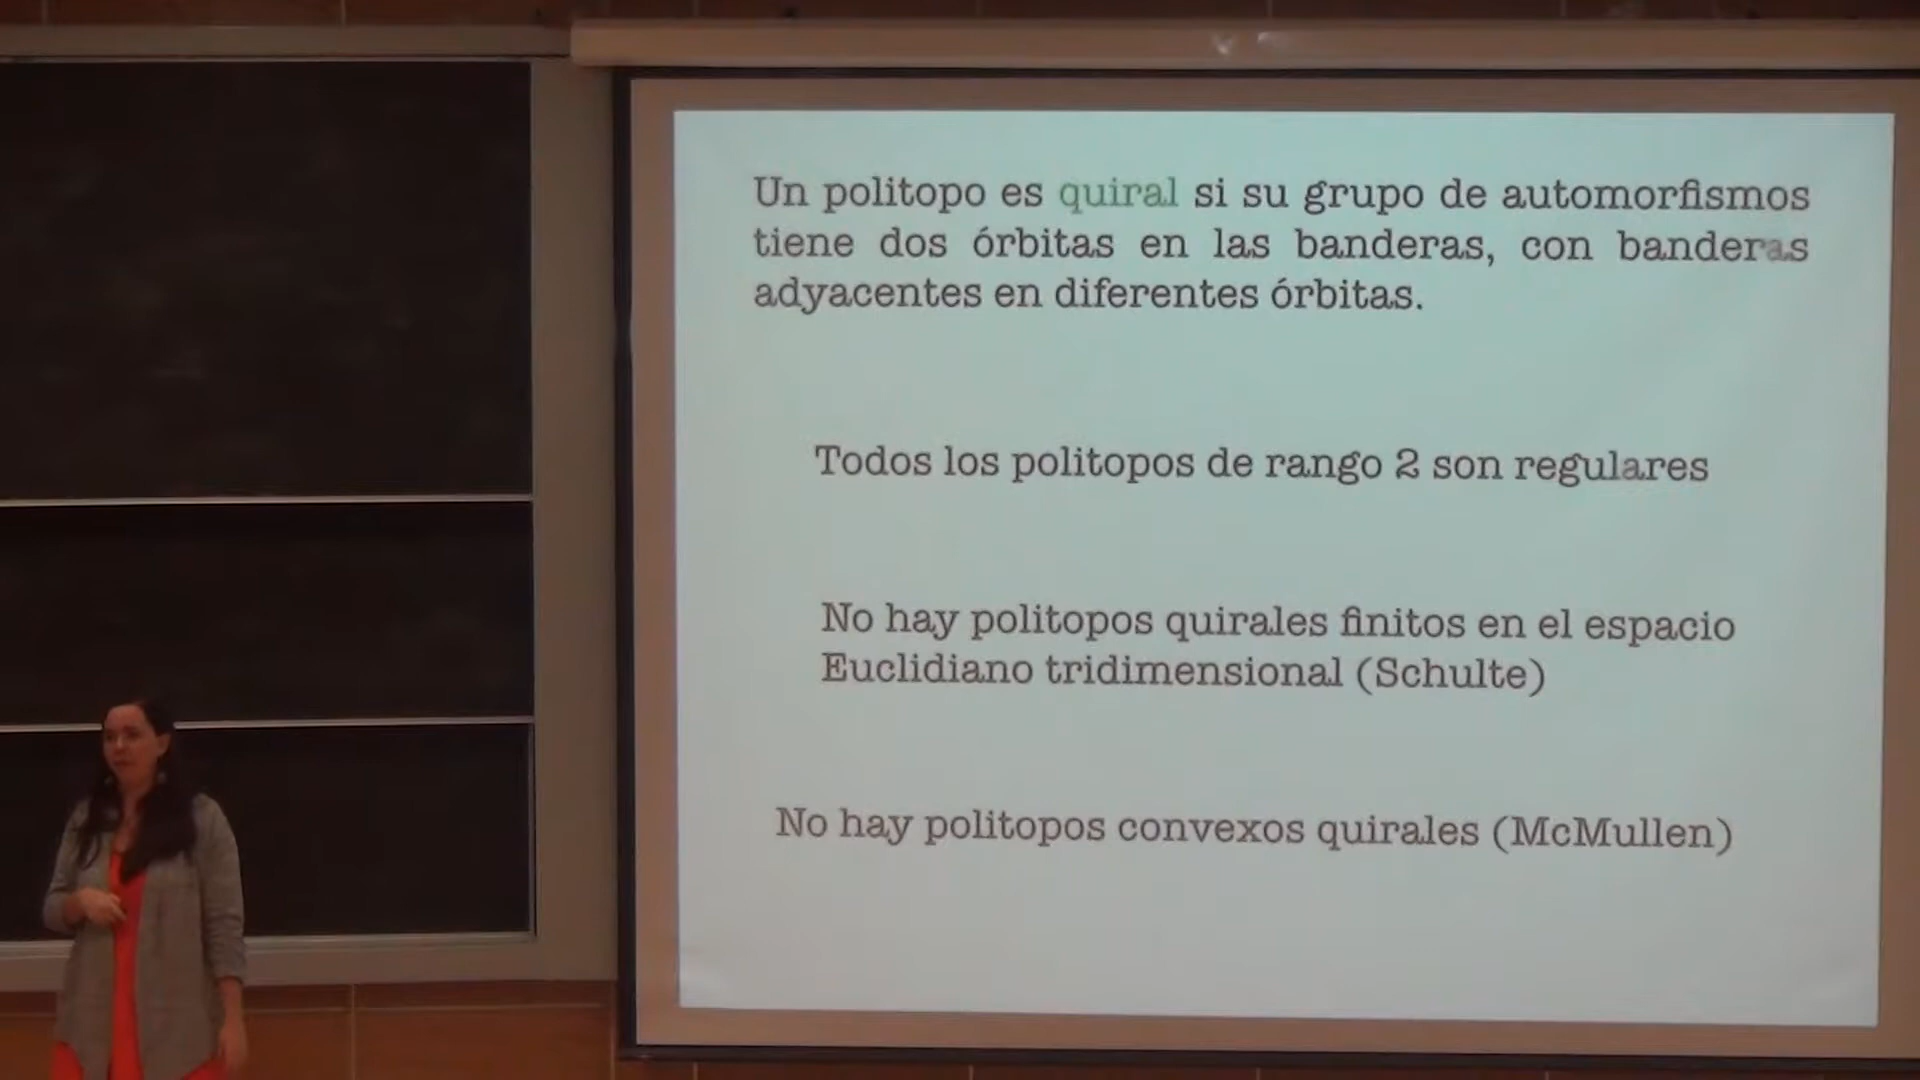 Un politopo es quiral si su grupo de automorfismos
tiene dos órbitas en las banderas, con banderas
adyacentes en diferentes órbitas.
Todos los politopos de rango 2 son regulares
No hay politopos quirales finitos en el espacio
Euclidiano tridimensional (Schulte)
No hay politopos convexos quirales (McMullen)